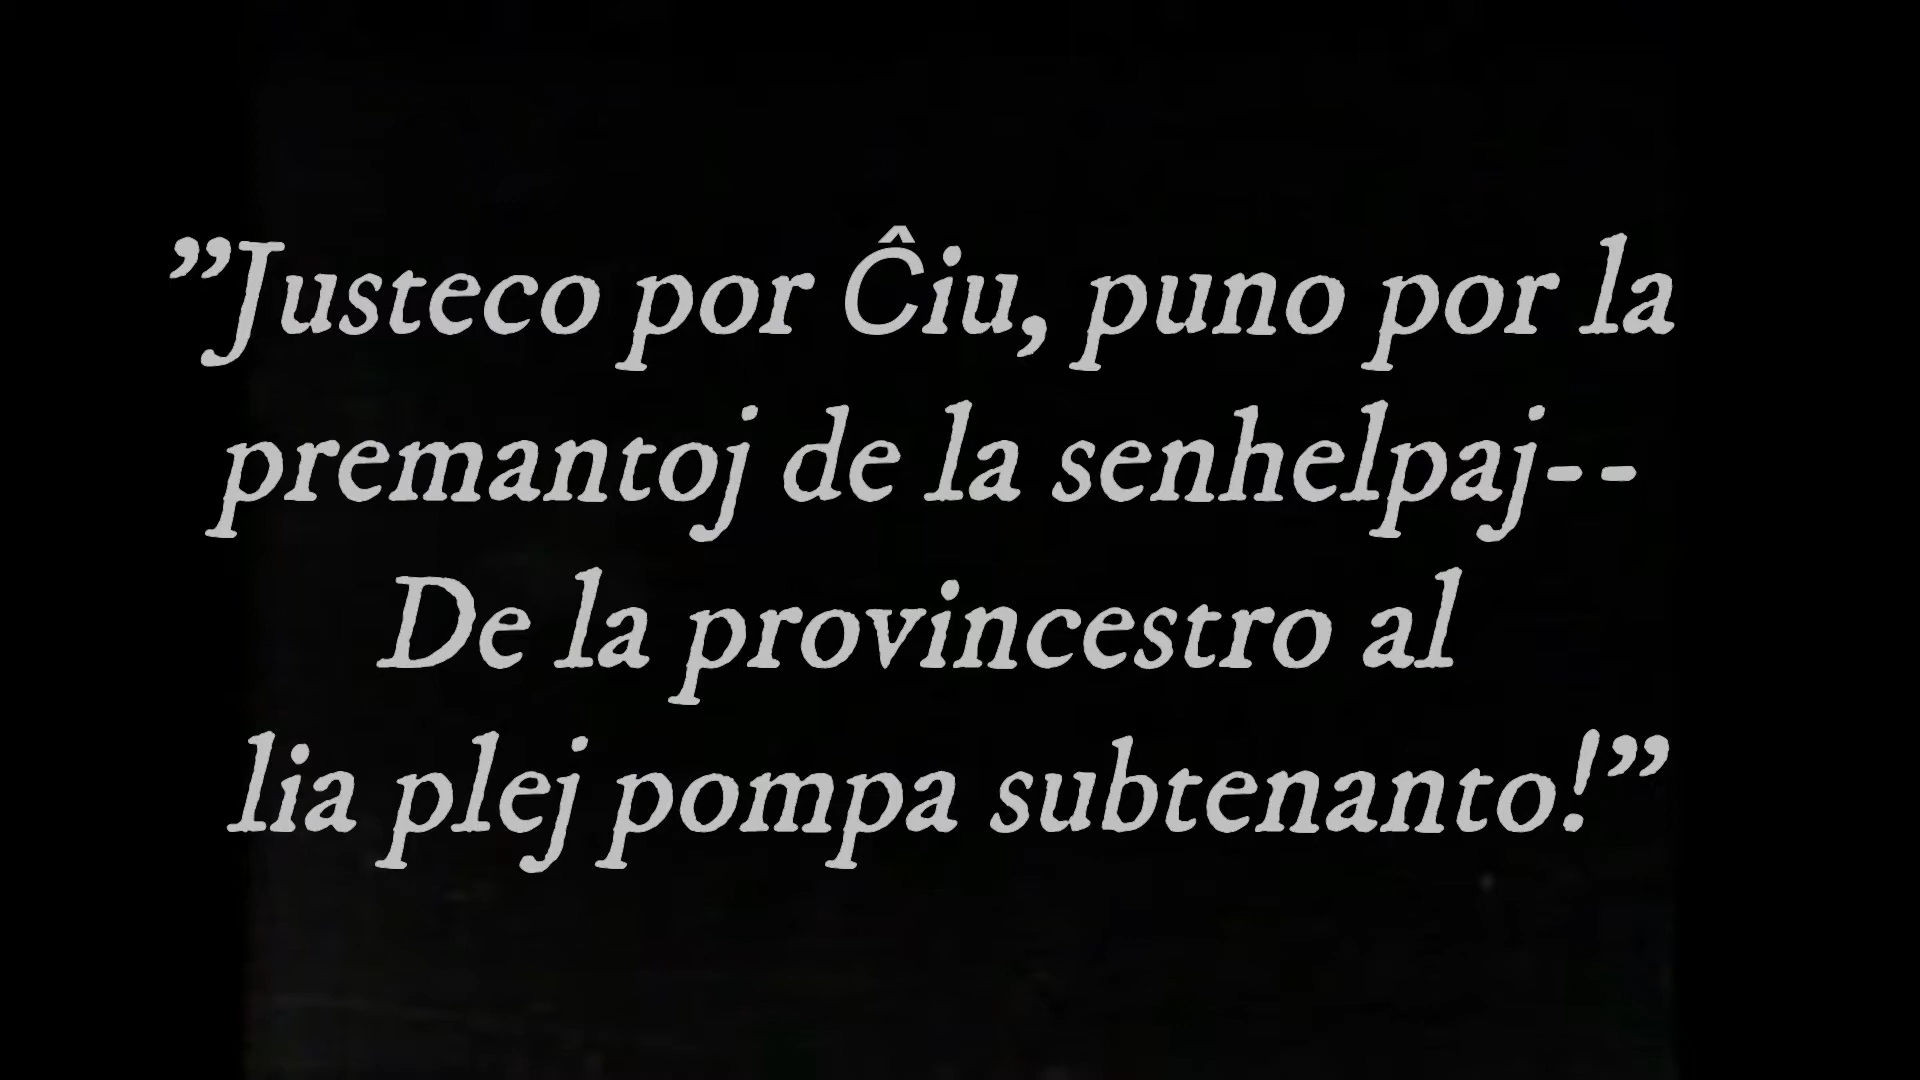 ”Justeco por Ĉiu, puno por la
premantoj de la senhelpaj--
De la provincestro al
lia plej pompa subtenanto!”